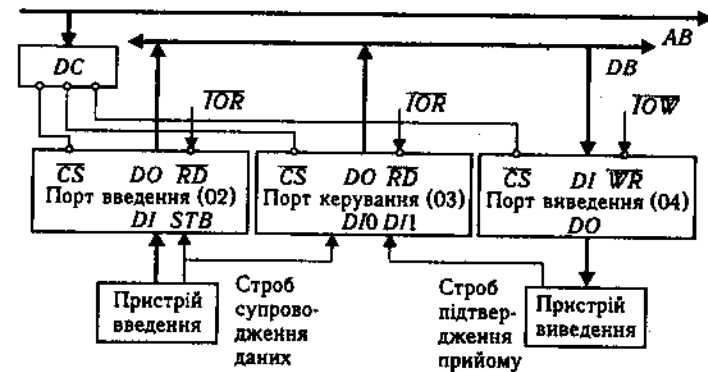 AB
DC
DB
IOR
IOR
IOW
CS DO RD
Порт введення (02)
DI STB
CS DO RD
Порт керування (03)
DI0 DI1
CS DI WR
Порт виведення (04)
DO
Пристрій
введення
Строб
супрово-
дження
даних
Строб
підтвер-
дження
прийому
Пристрій
виведення